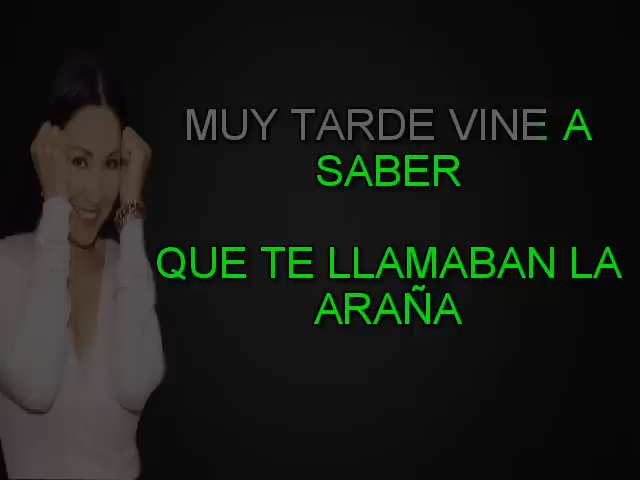 MUY TARDE VINE A
SABER
QUE TE LLAMABAN LA
ARAÑA